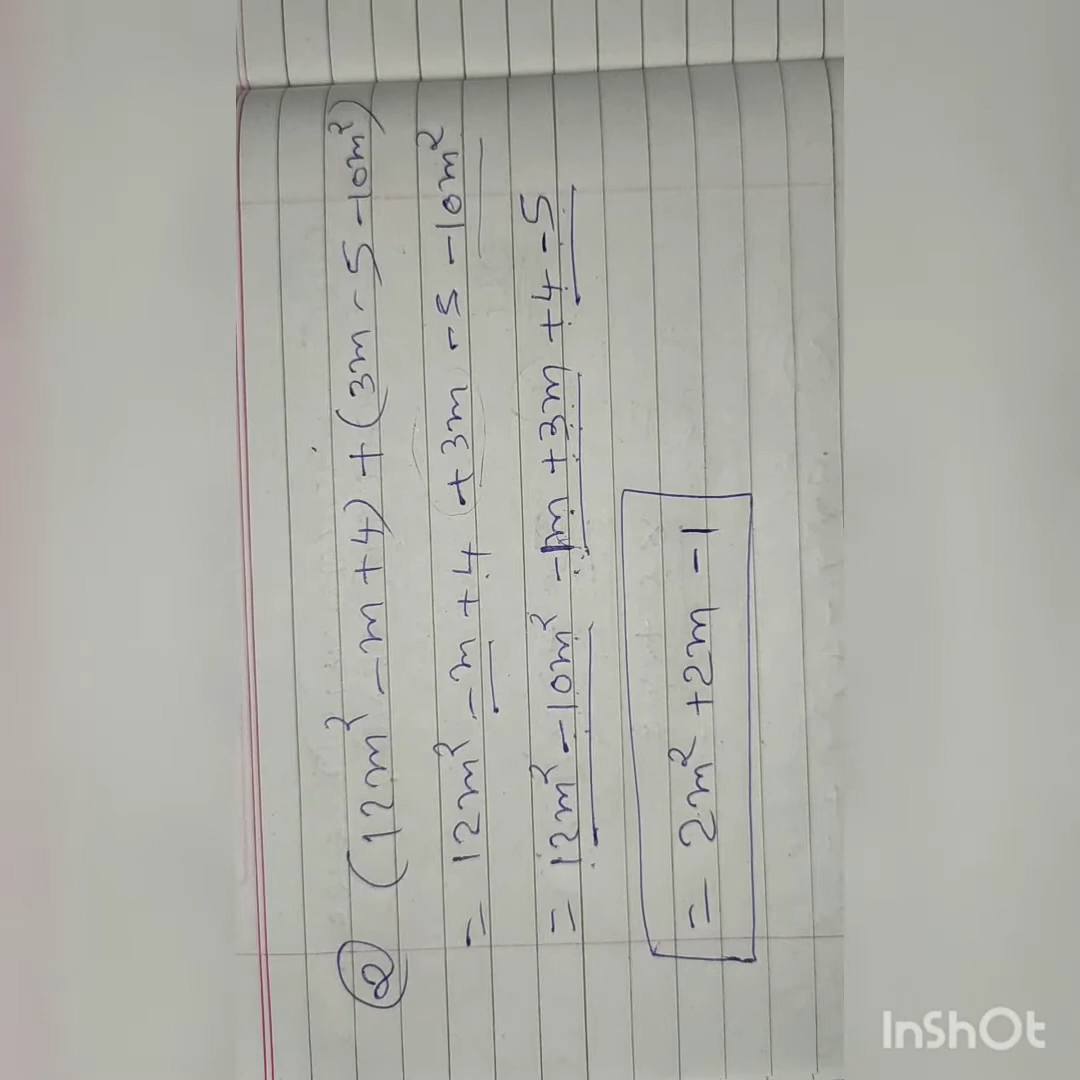 Q (12m² - m + 4) + (3m - 5 - 10m²)
= 12m² - m + 4 + 3m - 5 - 10m²
= 12m² - 10m² - 1m + 3m + 4 - 5
= 2m² + 2m - 1
InShOt